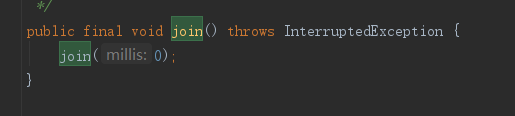 */
public final void join() throws InterruptedException {
join( millis: 0);
}